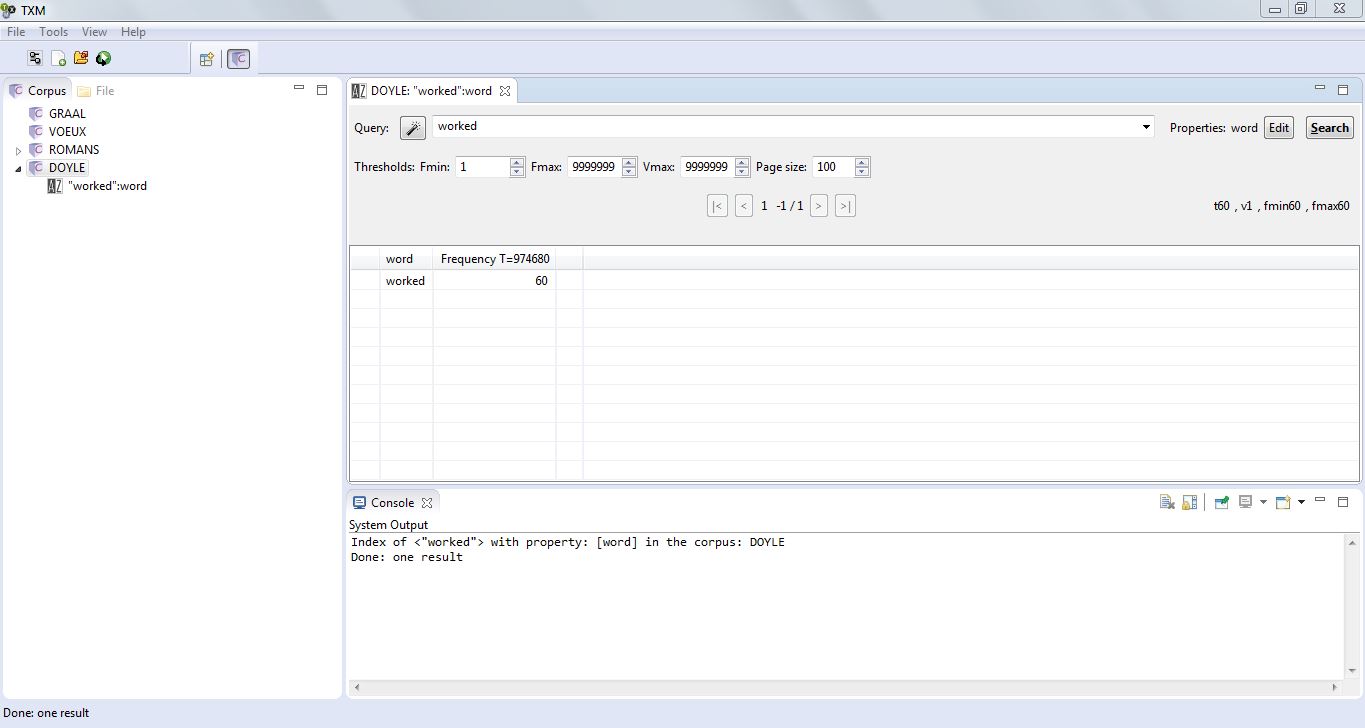 TXM
File Tools View Help
Corpus File
GRAAL
VOEUX
ROMANS
DOYLE
AZ "worked":word
AZ DOYLE: "worked":word
Query: worked Properties: word Edit Search
Thresholds: Fmin: 1 Fmax: 9999999 Vmax: 9999999 Page size: 100
|< < 1 -1 / 1 > >| t60 , v1 , fmin60 , fmax60
word Frequency T=974680
worked 60
Console
System Output
Index of <"worked"> with property: [word] in the corpus: DOYLE
Done: one result
Done: one result